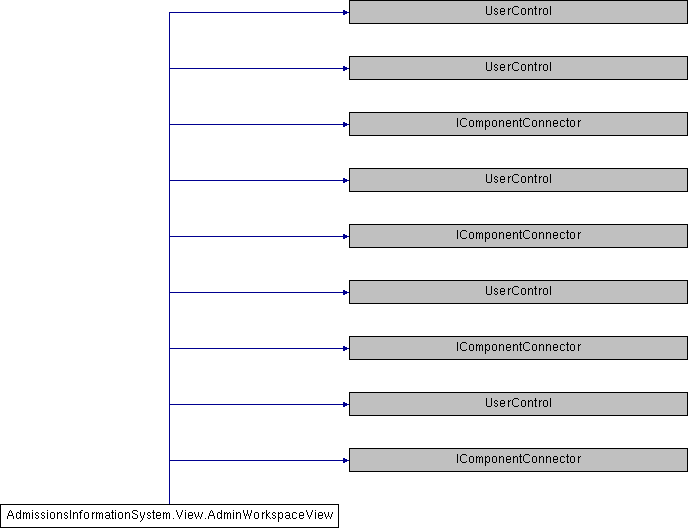 UserControl
UserControl
IComponentConnector
UserControl
IComponentConnector
UserControl
IComponentConnector
UserControl
IComponentConnector
AdmissionsInformationSystem.View.AdminWorkspaceView